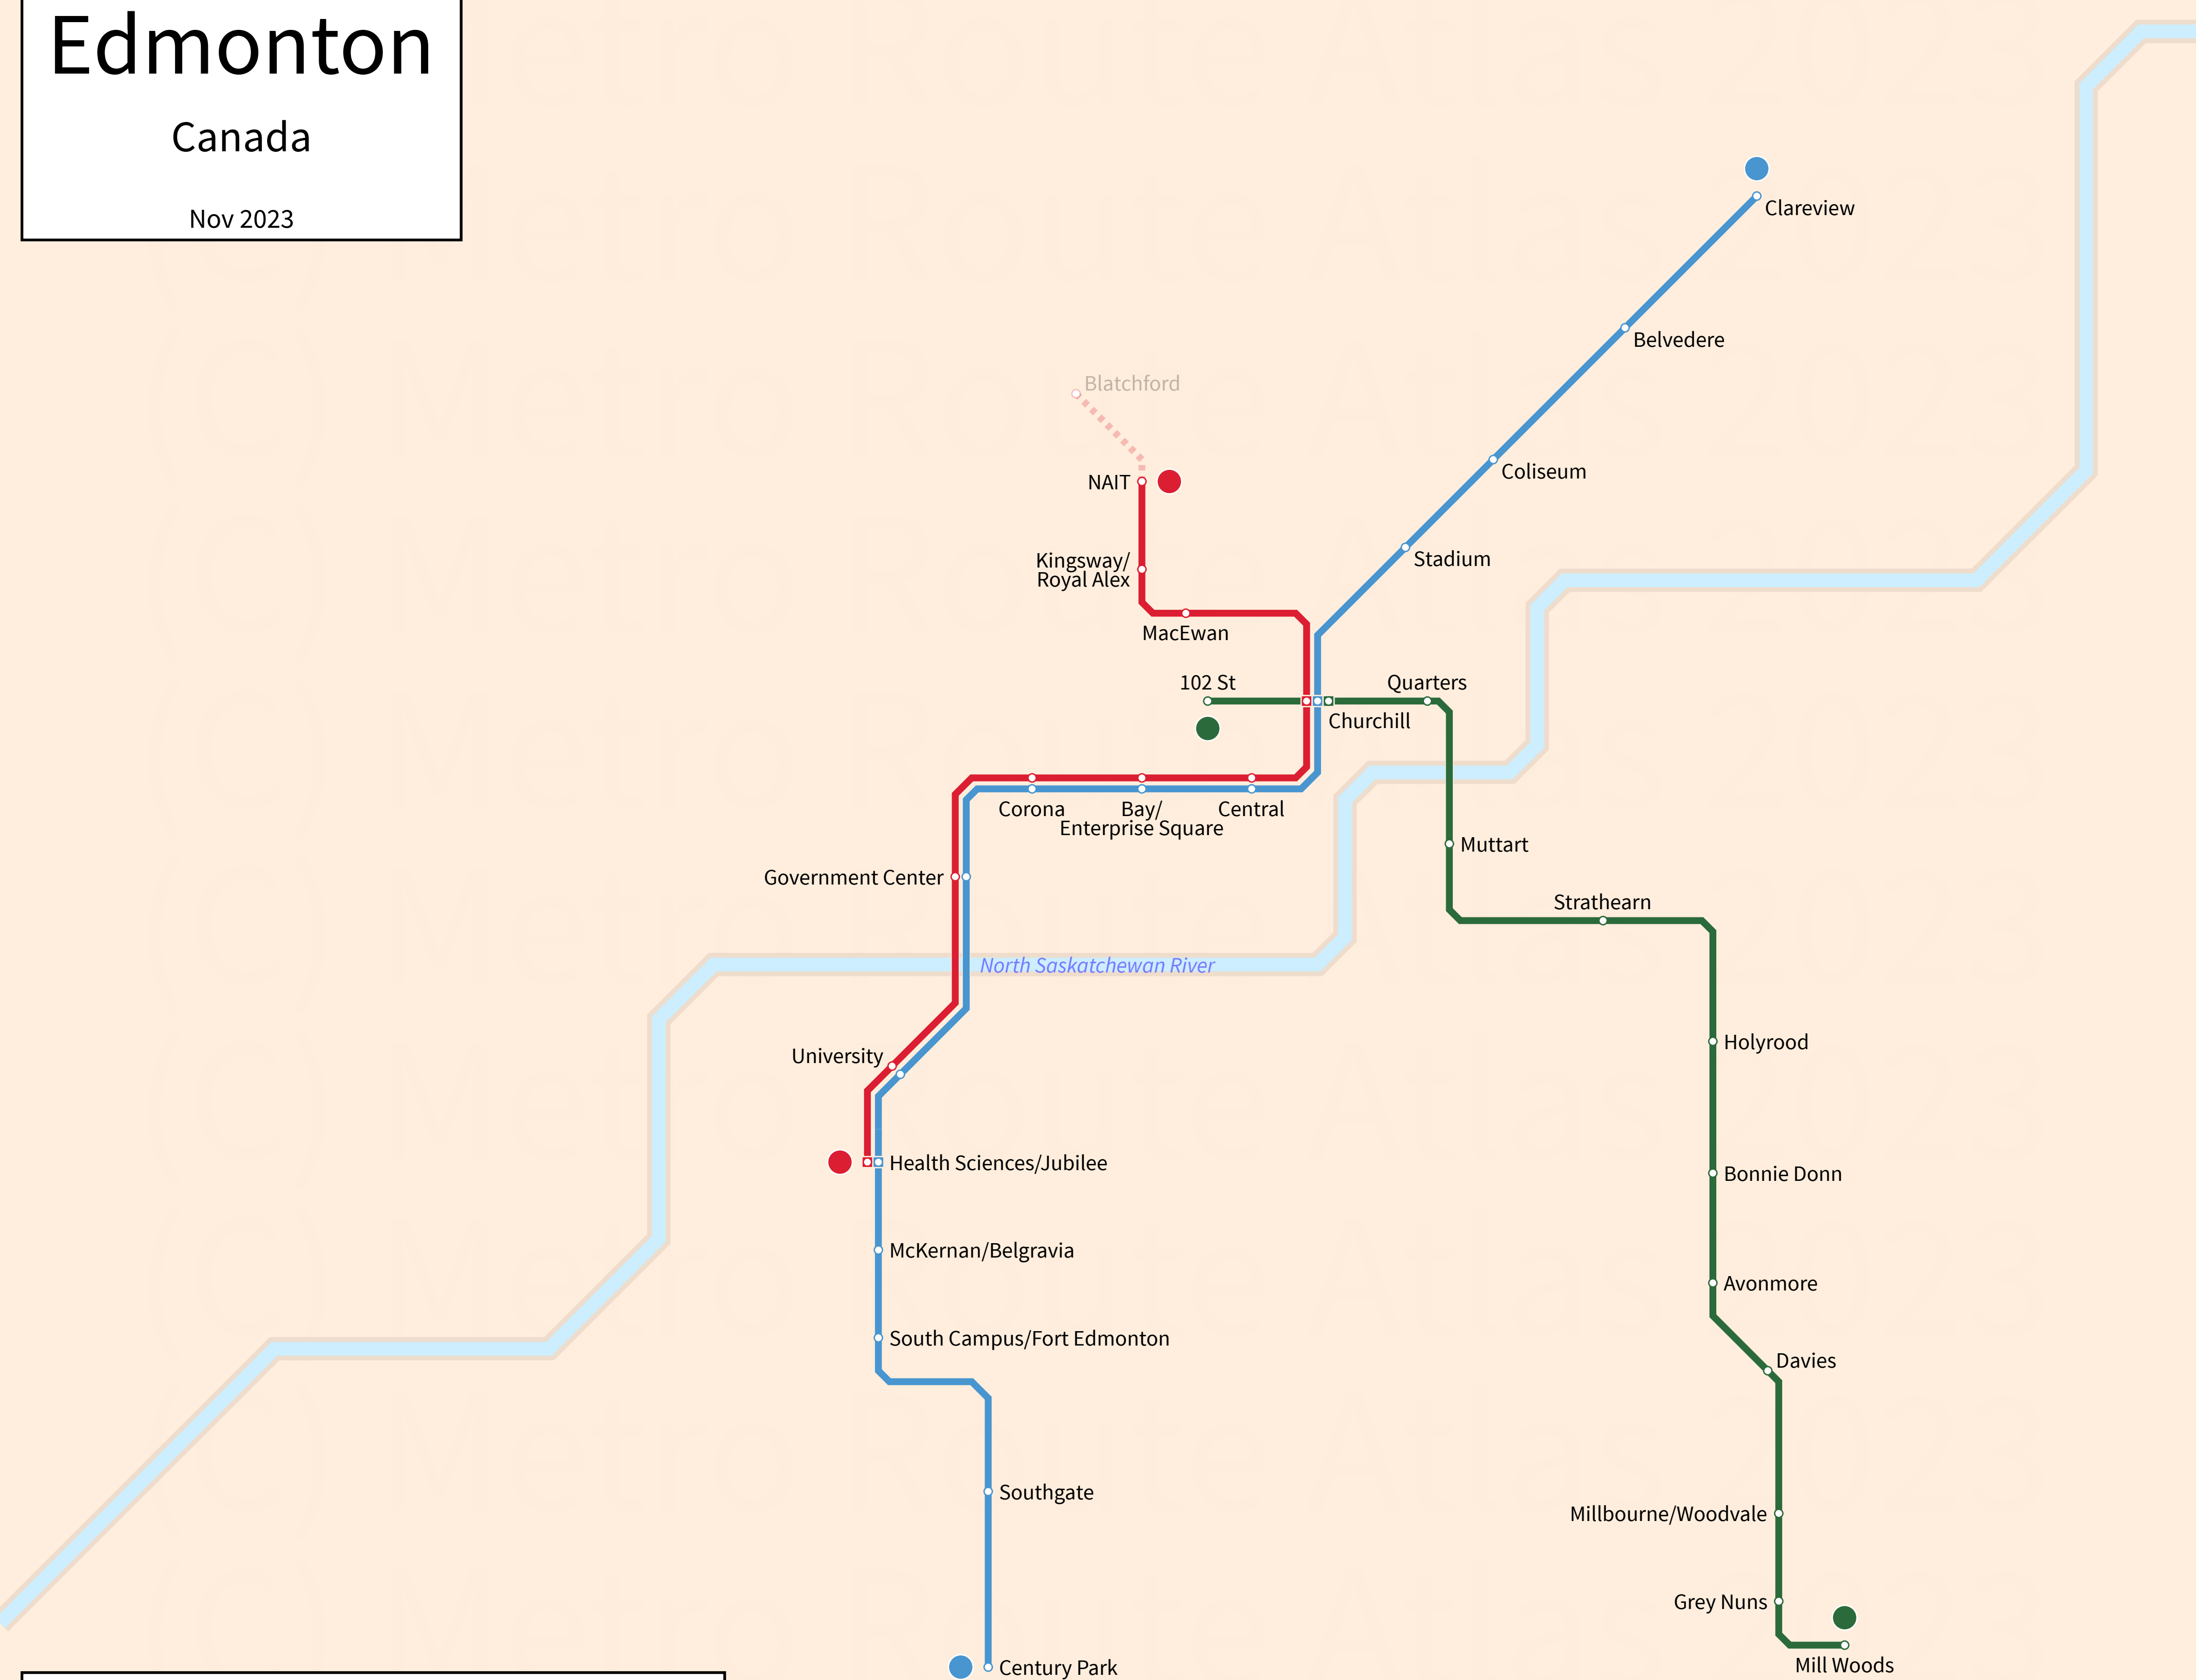 Edmonton
Canada
Nov 2023
Clareview
Belvedere
Blatchford
Coliseum
NAIT
Stadium
Kingsway/
Royal Alex
MacEwan
102 St
Quarters
Churchill
Corona
Bay/
Enterprise Square
Central
Muttart
Government Center
Strathearn
North Saskatchewan River
Holyrood
University
Health Sciences/Jubilee
Bonnie Donn
McKernan/Belgravia
Avonmore
South Campus/Fort Edmonton
Davies
Southgate
Millbourne/Woodvale
Grey Nuns
Century Park
Mill Woods